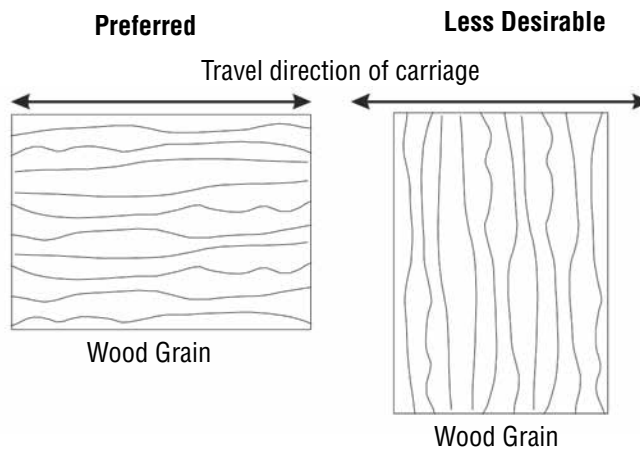 Preferred
Less Desirable
Travel direction of carriage
Wood Grain
Wood Grain